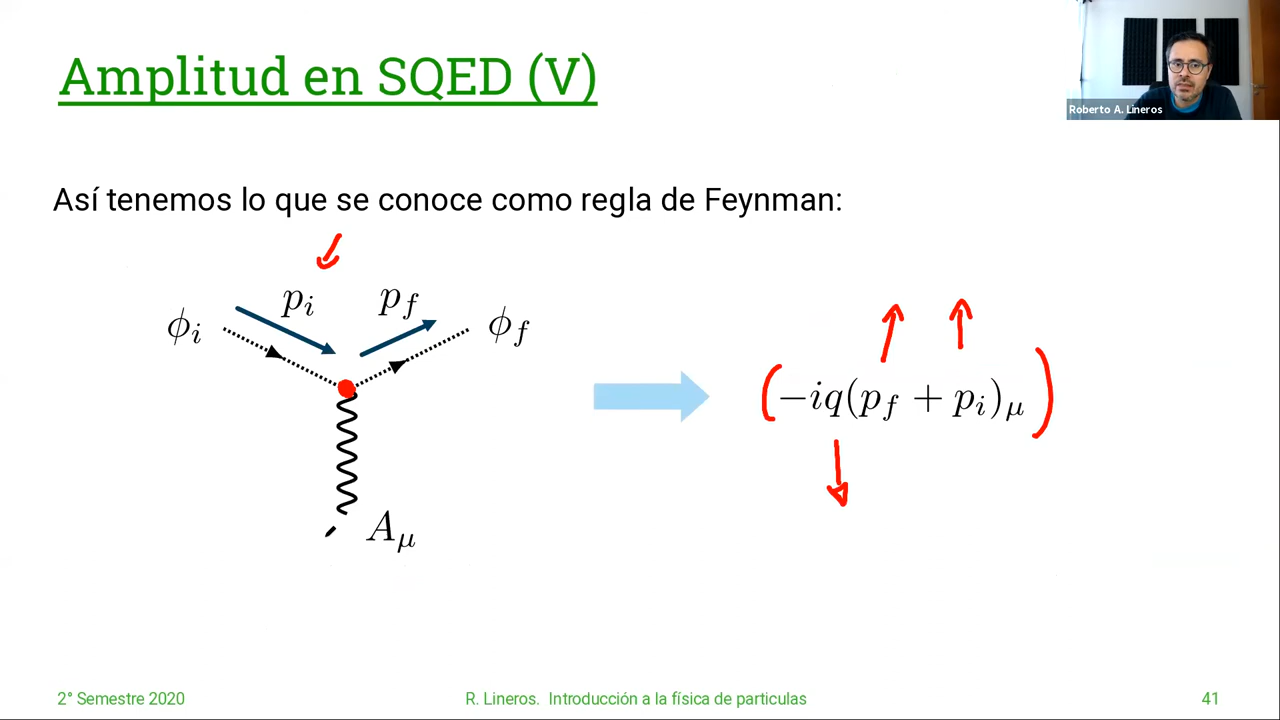 Amplitud en SQED (V)
Roberto A. Lineros
Así tenemos lo que se conoce como regla de Feynman:
p_i
p_f
ϕ_i
ϕ_f
(−iq(p_f + p_i)_μ)
A_μ
2° Semestre 2020
R. Lineros. Introducción a la física de particulas
41